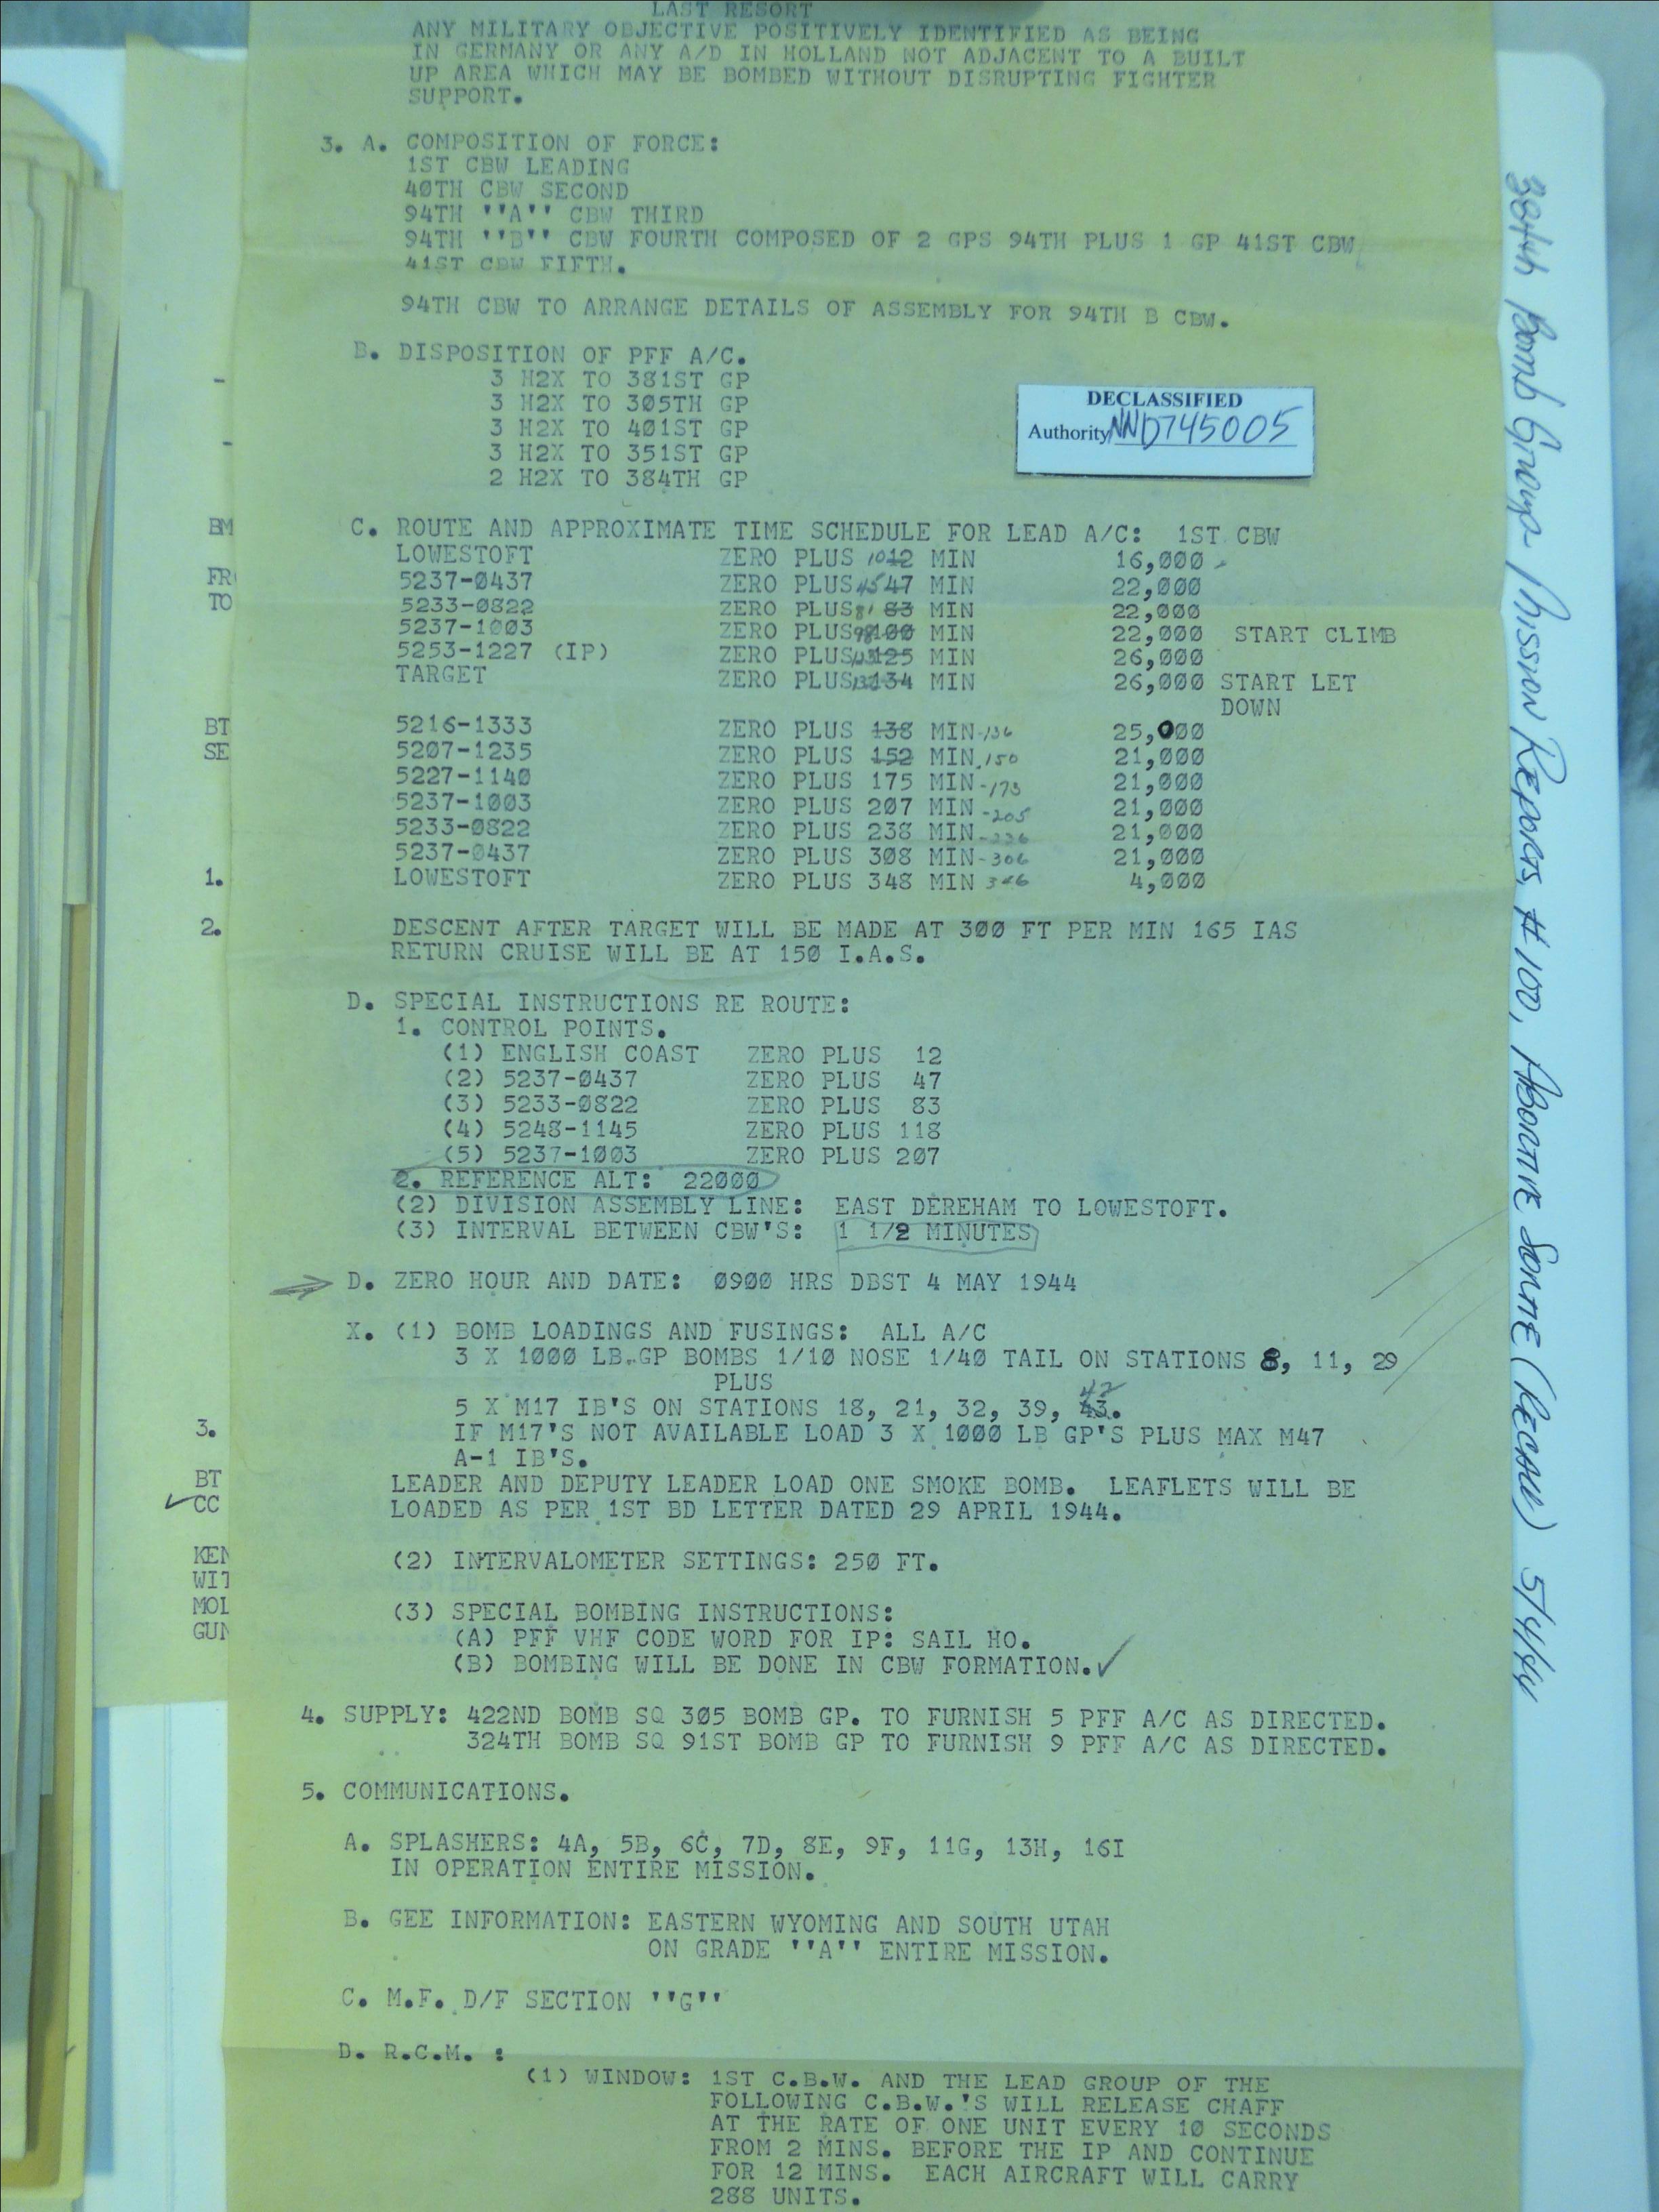 LAST RESORT
ANY MILITARY OBJECTIVE POSITIVELY IDENTIFIED AS BEING
IN GERMANY OR ANY A/D IN HOLLAND NOT ADJACENT TO A BUILT
UP AREA WHICH MAY BE BOMBED WITHOUT DISRUPTING FIGHTER
SUPPORT.
3. A. COMPOSITION OF FORCE:
1ST CBW LEADING
40TH CBW SECOND
94TH ''A'' CBW THIRD
94TH ''B'' CBW FOURTH COMPOSED OF 2 GPS 94TH PLUS 1 GP 41ST CBW
41ST CBW FIFTH.
94TH CBW TO ARRANGE DETAILS OF ASSEMBLY FOR 94TH B CBW.
B. DISPOSITION OF PFF A/C.
3 H2X TO 381ST GP
3 H2X TO 305TH GP
3 H2X TO 401ST GP
3 H2X TO 351ST GP
2 H2X TO 384TH GP
DECLASSIFIED
Authority NND745005
C. ROUTE AND APPROXIMATE TIME SCHEDULE FOR LEAD A/C: 1ST CBW
LOWESTOFT ZERO PLUS 10 12 MIN 16,000
5237-0437 ZERO PLUS 45 47 MIN 22,000
5233-0822 ZERO PLUS 81 83 MIN 22,000
5237-1003 ZERO PLUS 98 100 MIN 22,000 START CLIMB
5253-1227 (IP) ZERO PLUS 123 125 MIN 26,000
TARGET ZERO PLUS 132 134 MIN 26,000 START LET
DOWN
5216-1333 ZERO PLUS 138 MIN -136 25,000
5207-1235 ZERO PLUS 152 MIN 150 21,000
5227-1140 ZERO PLUS 175 MIN -173 21,000
5237-1003 ZERO PLUS 207 MIN -205 21,000
5233-0822 ZERO PLUS 238 MIN -236 21,000
5237-0437 ZERO PLUS 308 MIN -306 21,000
LOWESTOFT ZERO PLUS 348 MIN 346 4,000
DESCENT AFTER TARGET WILL BE MADE AT 300 FT PER MIN 165 IAS
RETURN CRUISE WILL BE AT 150 I.A.S.
D. SPECIAL INSTRUCTIONS RE ROUTE:
1. CONTROL POINTS.
(1) ENGLISH COAST ZERO PLUS 12
(2) 5237-0437 ZERO PLUS 47
(3) 5233-0822 ZERO PLUS 83
(4) 5248-1145 ZERO PLUS 118
(5) 5237-1003 ZERO PLUS 207
2. REFERENCE ALT: 22000
(2) DIVISION ASSEMBLY LINE: EAST DEREHAM TO LOWESTOFT.
(3) INTERVAL BETWEEN CBW'S: 1 1/2 MINUTES
D. ZERO HOUR AND DATE: 0900 HRS DBST 4 MAY 1944
X. (1) BOMB LOADINGS AND FUSINGS: ALL A/C
3 X 1000 LB.GP BOMBS 1/10 NOSE 1/40 TAIL ON STATIONS 8, 11, 29
PLUS
42
5 X M17 IB'S ON STATIONS 18, 21, 32, 39, 43.
IF M17'S NOT AVAILABLE LOAD 3 X 1000 LB GP'S PLUS MAX M47
A-1 IB'S.
LEADER AND DEPUTY LEADER LOAD ONE SMOKE BOMB. LEAFLETS WILL BE
LOADED AS PER 1ST BD LETTER DATED 29 APRIL 1944.
(2) INTERVALOMETER SETTINGS: 250 FT.
(3) SPECIAL BOMBING INSTRUCTIONS:
(A) PFF VHF CODE WORD FOR IP: SAIL HO.
(B) BOMBING WILL BE DONE IN CBW FORMATION. ✓
4. SUPPLY: 422ND BOMB SQ 305 BOMB GP. TO FURNISH 5 PFF A/C AS DIRECTED.
324TH BOMB SQ 91ST BOMB GP TO FURNISH 9 PFF A/C AS DIRECTED.
5. COMMUNICATIONS.
A. SPLASHERS: 4A, 5B, 6C, 7D, 8E, 9F, 11G, 13H, 16I
IN OPERATION ENTIRE MISSION.
B. GEE INFORMATION: EASTERN WYOMING AND SOUTH UTAH
ON GRADE ''A'' ENTIRE MISSION.
C. M.F. D/F SECTION ''G''
D. R.C.M. :
(1) WINDOW: 1ST C.B.W. AND THE LEAD GROUP OF THE
FOLLOWING C.B.W.'S WILL RELEASE CHAFF
AT THE RATE OF ONE UNIT EVERY 10 SECONDS
FROM 2 MINS. BEFORE THE IP AND CONTINUE
FOR 12 MINS. EACH AIRCRAFT WILL CARRY
288 UNITS.
BM
FR
TO
BT
SE
1.
2.
3.
BT
✓CC
KEN
WIT
MOL
GUN
384th Bomb Group Mission Reports, #100, Abortive Sortie (Recall) 5/4/44